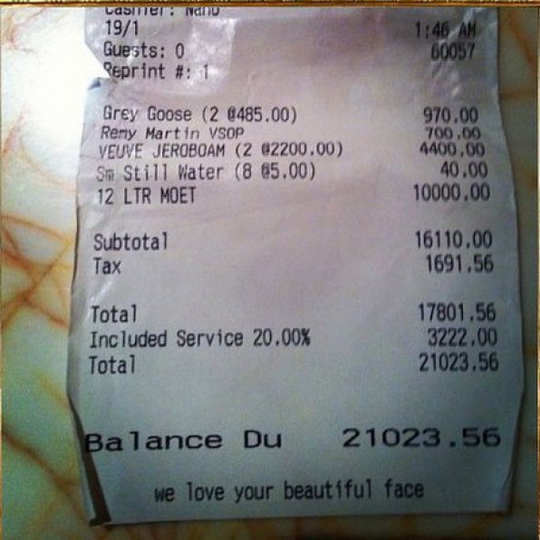 Cashier: Nano
19/1 1:46 AM
Guests: 0 60057
Reprint #: 1
Grey Goose (2 @485.00) 970.00
Remy Martin VSOP 700.00
VEUVE JEROBOAM (2 @2200.00) 4400.00
Sm Still Water (8 @5.00) 40.00
12 LTR MOET 10000.00
Subtotal 16110.00
Tax 1691.56
Total 17801.56
Included Service 20.00% 3222.00
Total 21023.56
Balance Du 21023.56
we love your beautiful face